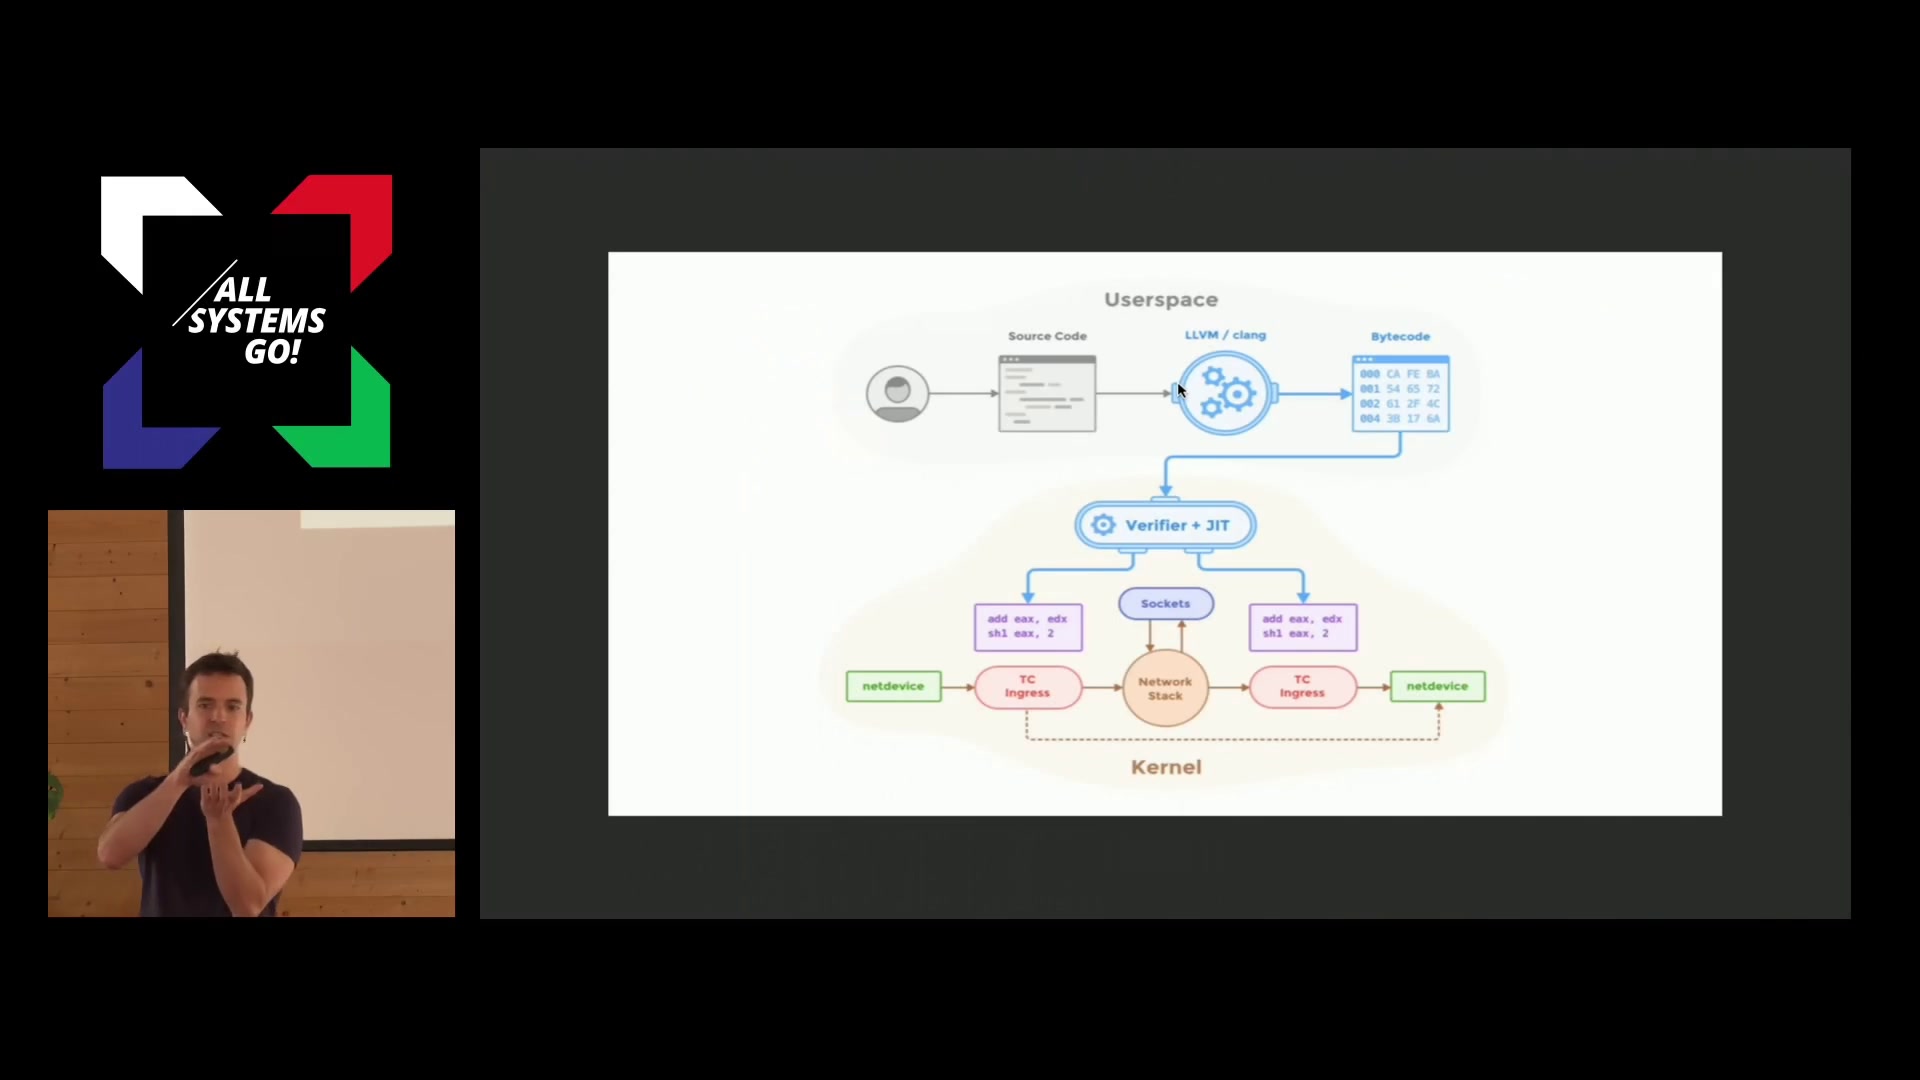 ALL
SYSTEMS
GO!
Userspace
Source Code
LLVM / clang
Bytecode
000 CA FE BA
001 54 65 72
002 61 2F 4C
004 3B 17 6A
Verifier + JIT
add eax, edx
shl eax, 2
Sockets
add eax, edx
shl eax, 2
netdevice
TC
Ingress
Network
Stack
TC
Ingress
netdevice
Kernel